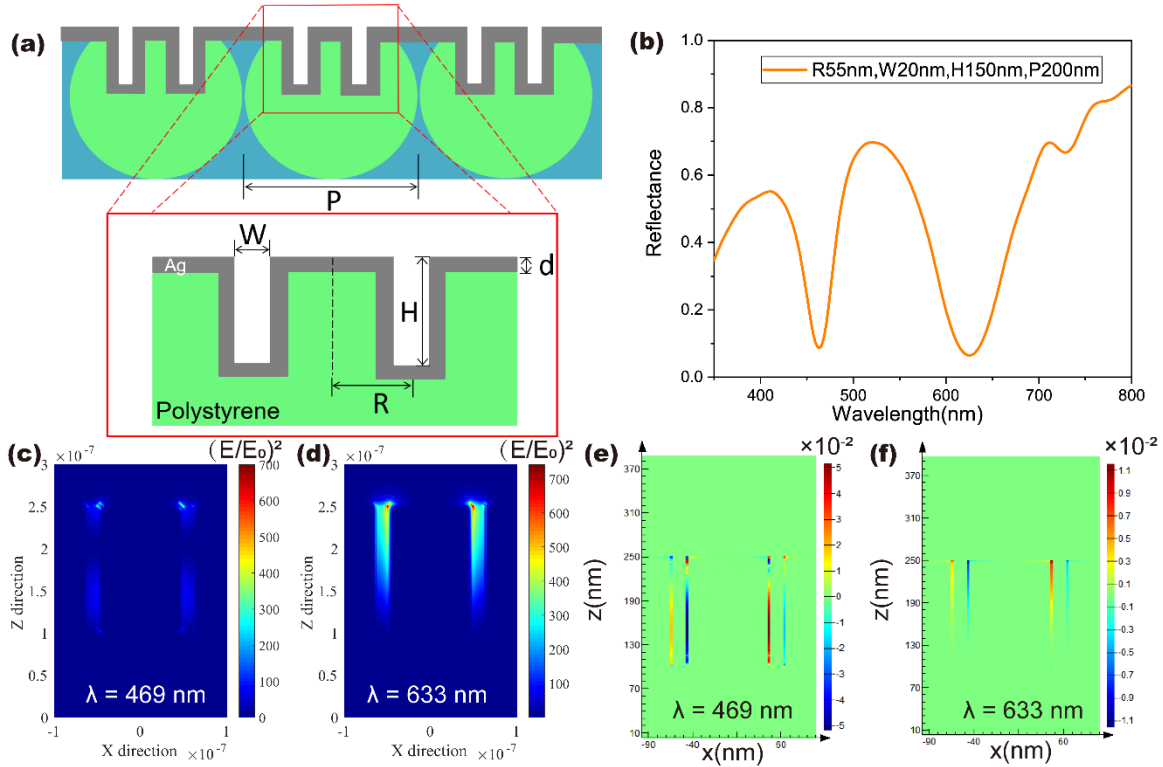 (a)
P
W
Ag
d
H
R
Polystyrene
(b)
R55nm,W20nm,H150nm,P200nm
Reflectance
1.0
0.8
0.6
0.4
0.2
0.0
400 500 600 700 800
Wavelength(nm)
(c)
×10⁻⁷
(E/E₀)²
Z direction
3
2.5
2
1.5
1
0.5
0
700
600
500
400
300
200
100
0
λ = 469 nm
-1 0 1
X direction ×10⁻⁷
(d)
×10⁻⁷
(E/E₀)²
Z direction
3
2.5
2
1.5
1
0.5
0
700
600
500
400
300
200
100
λ = 633 nm
-1 0 1
X direction ×10⁻⁷
(e)
×10⁻²
z(nm)
370
310
250
190
130
70
10
5
4
3
2
1
0
-1
-2
-3
-4
-5
λ = 469 nm
-90 -40 50
x(nm)
(f)
×10⁻²
z(nm)
370
310
250
190
130
70
10
1.1
0.9
0.7
0.5
0.3
0.1
-0.1
-0.3
-0.5
-0.7
-0.9
-1.1
λ = 633 nm
-90 -40 60
x(nm)